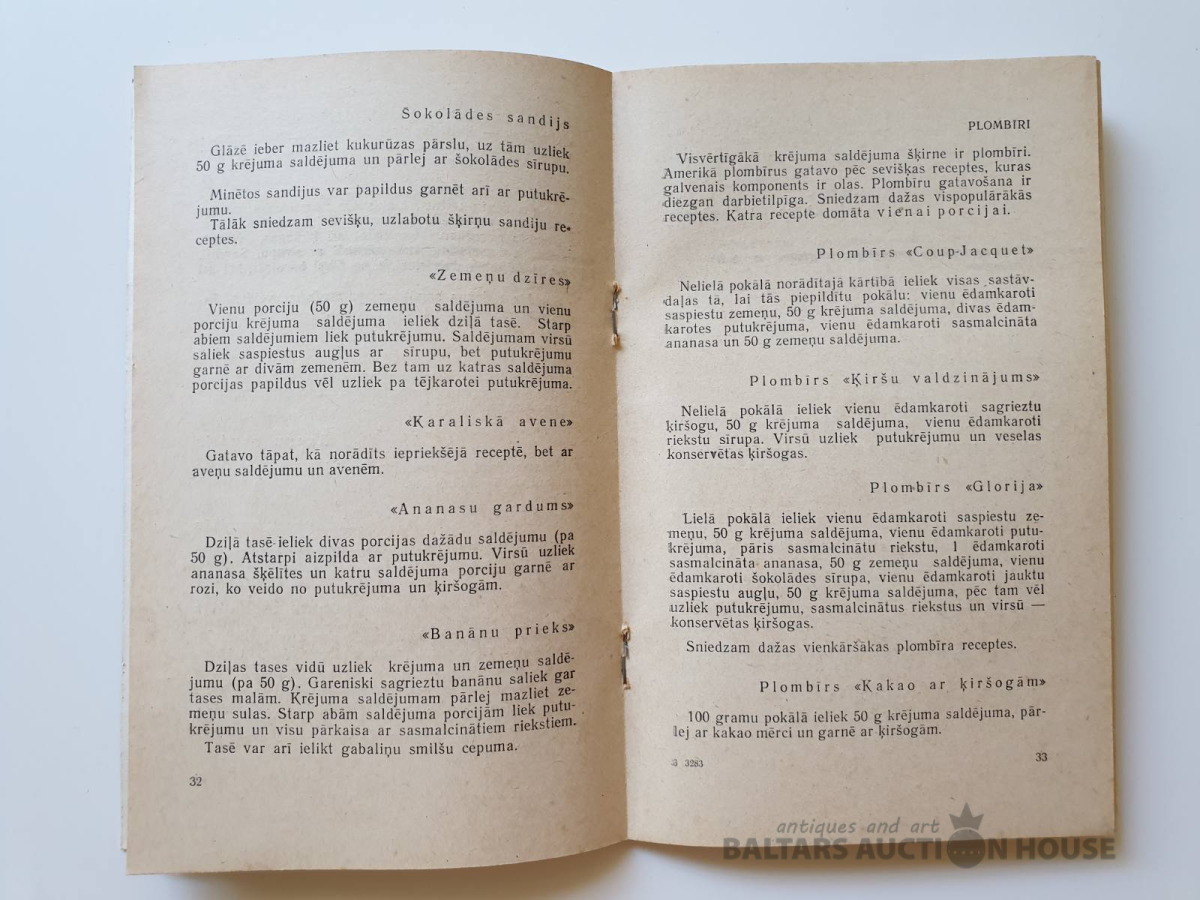 Šokolādes sandijs
Glāzē ieber mazliet kukurūzas pārslu, uz tām uzliek
50 g krējuma saldējuma un pārlej ar šokolādes sīrupu.
Minētos sandijus var papildus garnēt arī ar putukrē-
jumu.
Tālāk sniedzam sevišķu, uzlabotu šķirņu sandiju re-
ceptes.
«Zemeņu dzīres»
Vienu porciju (50 g) zemeņu saldējuma un vienu
porciju krējuma saldējuma ieliek dziļā tasē. Starp
abiem saldējumiem liek putukrējumu. Saldējumam virsū
saliek saspiestus augļus ar sīrupu, bet putukrējumu
garnē ar divām zemenēm. Bez tam uz katras saldējuma
porcijas papildus vēl uzliek pa tējkarotei putukrējuma.
«Karaliskā avene»
Gatavo tāpat, kā norādīts iepriekšējā receptē, bet ar
aveņu saldējumu un avenēm.
«Ananasu gardums»
Dziļā tasē ieliek divas porcijas dažādu saldējumu (pa
50 g). Atstarpi aizpilda ar putukrējumu. Virsū uzliek
ananasa šķēlītes un katru saldējuma porciju garnē ar
rozi, ko veido no putukrējuma un ķiršogām.
«Banānu prieks»
Dziļas tases vidū uzliek krējuma un zemeņu saldē-
jumu (pa 50 g). Gareniski sagrieztu banānu saliek gar
tases malām. Krējuma saldējumam pārlej mazliet ze-
meņu sulas. Starp abām saldējuma porcijām liek putu-
krējumu un visu pārkaisa ar sasmalcinātiem riekstiem.
Tasē var arī ielikt gabaliņu smilšu cepuma.
32
PLOMBĪRI
Visvērtīgākā krējuma saldējuma šķirne ir plombīri.
Amerikā plombīrus gatavo pēc sevišķas receptes, kuras
galvenais komponents ir olas. Plombīru gatavošana ir
diezgan darbietilpīga. Sniedzam dažas vispopulārākās
receptes. Katra recepte domāta vienai porcijai.
Plombīrs «Coup-Jacquet»
Nelielā pokālā norādītajā kārtībā ieliek visas sastāv-
daļas tā, lai tās piepildītu pokālu: vienu ēdamkaroti
saspiestu zemeņu, 50 g krējuma saldējuma, divas ēdam-
karotes putukrējuma, vienu ēdamkaroti sasmalcināta
ananasa un 50 g zemeņu saldējuma.
Plombīrs «Ķiršu valdzinājums»
Nelielā pokālā ieliek vienu ēdamkaroti sagrieztu
ķiršogu, 50 g krējuma saldējuma, vienu ēdamkaroti
riekstu sīrupa. Virsū uzliek putukrējumu un veselas
konservētas ķiršogas.
Plombīrs «Glorija»
Lielā pokālā ieliek vienu ēdamkaroti saspiestu ze-
meņu, 50 g krējuma saldējuma, vienu ēdamkaroti putu-
krējuma, pāris sasmalcinātu riekstu, 1 ēdamkaroti
sasmalcināta ananasa, 50 g zemeņu saldējuma, vienu
ēdamkaroti šokolādes sīrupa, vienu ēdamkaroti jauktu
saspiestu augļu, 50 g krējuma saldējuma, pēc tam vēl
uzliek putukrējumu, sasmalcinātus riekstus un virsū —
konservētas ķiršogas.
Sniedzam dažas vienkāršākas plombīra receptes.
Plombīrs «Kakao ar ķiršogām»
100 gramu pokālā ieliek 50 g krējuma saldējuma, pār-
lej ar kakao mērci un garnē ar ķiršogām.
3283
33
antiques and art
BALTARS AUCTION HOUSE